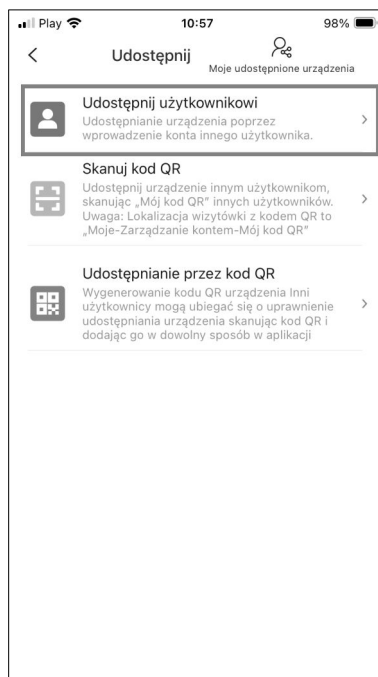 Play 10:57 98%
Udostępnij
Moje udostępnione urządzenia
Udostępnij użytkownikowi
Udostępnianie urządzenia poprzez
wprowadzenie konta innego użytkownika.
Skanuj kod QR
Udostępnij urządzenie innym użytkownikom,
skanując „Mój kod QR” innych użytkowników.
Uwaga: Lokalizacja wizytówki z kodem QR to
„Moje-Zarządzanie kontem-Mój kod QR”
Udostępnianie przez kod QR
Wygenerowanie kodu QR urządzenia Inni
użytkownicy mogą ubiegać się o uprawnienie
udostępniania urządzenia skanując kod QR i
dodając go w dowolny sposób w aplikacji